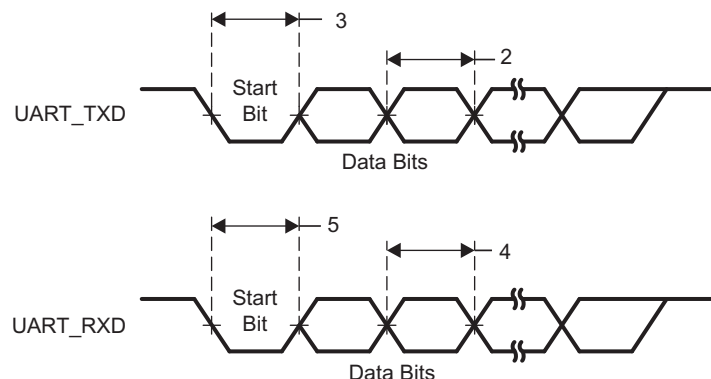 3
2
Start
Bit
UART_TXD
Data Bits
5
4
Start
Bit
UART_RXD
Data Bits